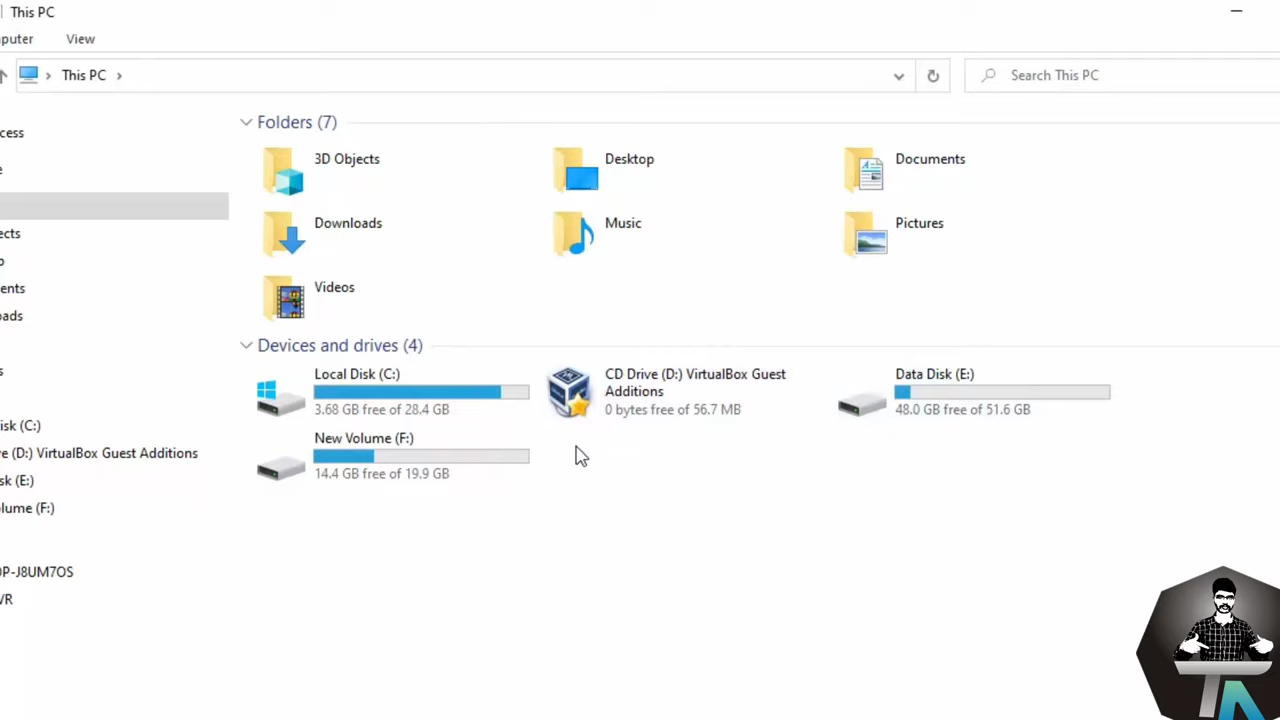 This PC
puter
View
This PC
Search This PC
cess
e
ects
o
ents
oads
s
isk (C:)
e (D:) VirtualBox Guest Additions
sk (E:)
lume (F:)
OP-J8UM7OS
VR
Folders (7)
3D Objects
Desktop
Documents
Downloads
Music
Pictures
Videos
Devices and drives (4)
Local Disk (C:)
3.68 GB free of 28.4 GB
CD Drive (D:) VirtualBox Guest
Additions
0 bytes free of 56.7 MB
Data Disk (E:)
48.0 GB free of 51.6 GB
New Volume (F:)
14.4 GB free of 19.9 GB